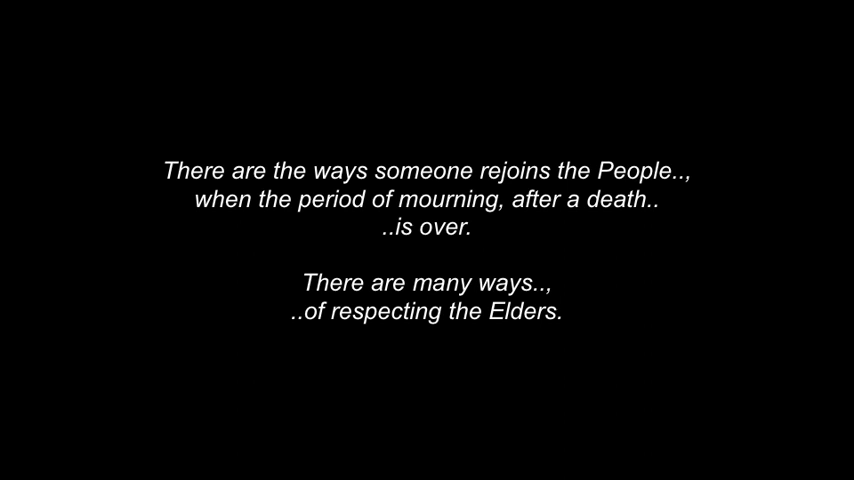 There are the ways someone rejoins the People..,
when the period of mourning, after a death..
..is over.
There are many ways..,
..of respecting the Elders.